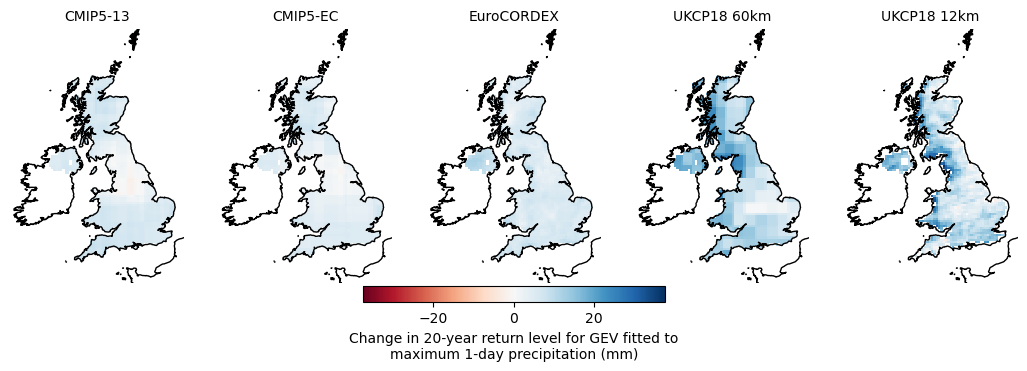 CMIP5-13
CMIP5-EC
EuroCORDEX
UKCP18 60km
UKCP18 12km
−20
0
20
Change in 20-year return level for GEV fitted to
maximum 1-day precipitation (mm)